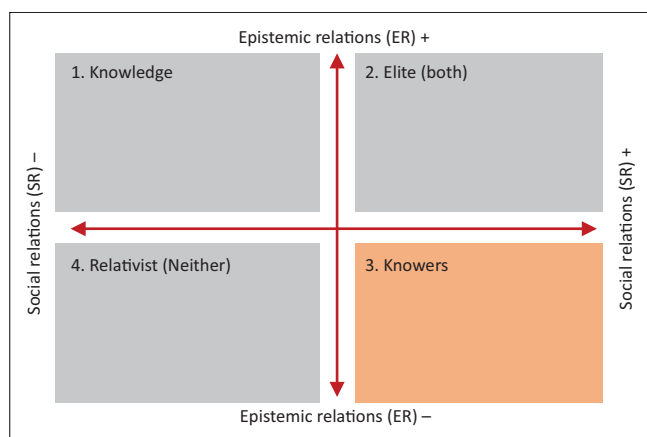 Epistemic relations (ER) +
1. Knowledge
2. Elite (both)
Social relations (SR) –
Social relations (SR) +
4. Relativist (Neither)
3. Knowers
Epistemic relations (ER) –